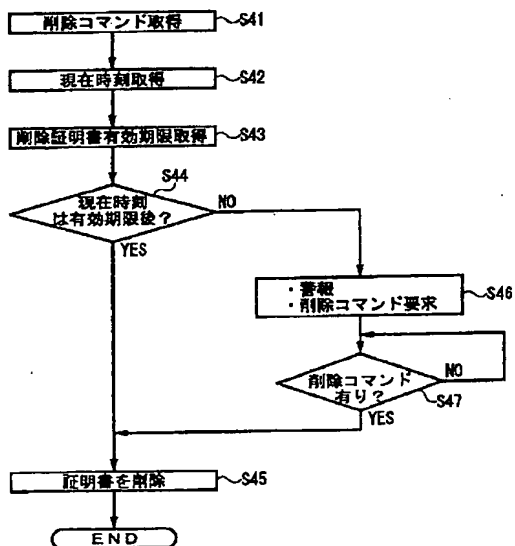 削除コマンド取得
S41
現在時刻取得
S42
削除証明書有効期限取得
S43
S44
現在時刻
は有効期限後？
NO
YES
・警報
・削除コマンド要求
S46
削除コマンド
有り？
NO
S47
YES
証明書を削除
S45
END